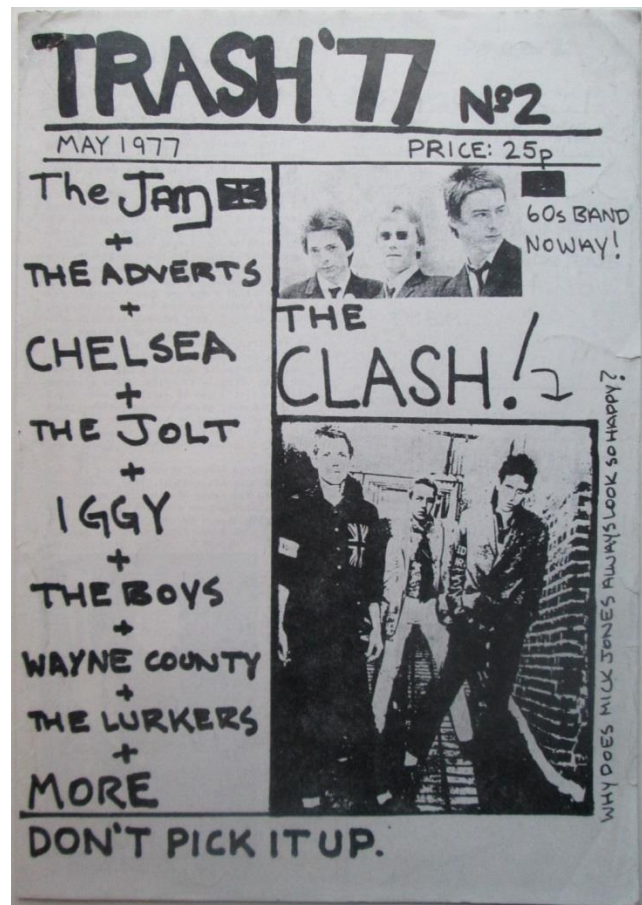 TRASH'77 Nº2
MAY 1977
PRICE: 25p
The JAM
+
THE ADVERTS
+
CHELSEA
+
THE JOLT
+
IGGY
+
THE BOYS
+
WAYNE COUNTY
+
THE LURKERS
+
MORE
60s BAND
NOWAY!
THE
CLASH!
WHY DOES MICK JONES ALWAYS LOOK SO HAPPY?
DON'T PICK IT UP.